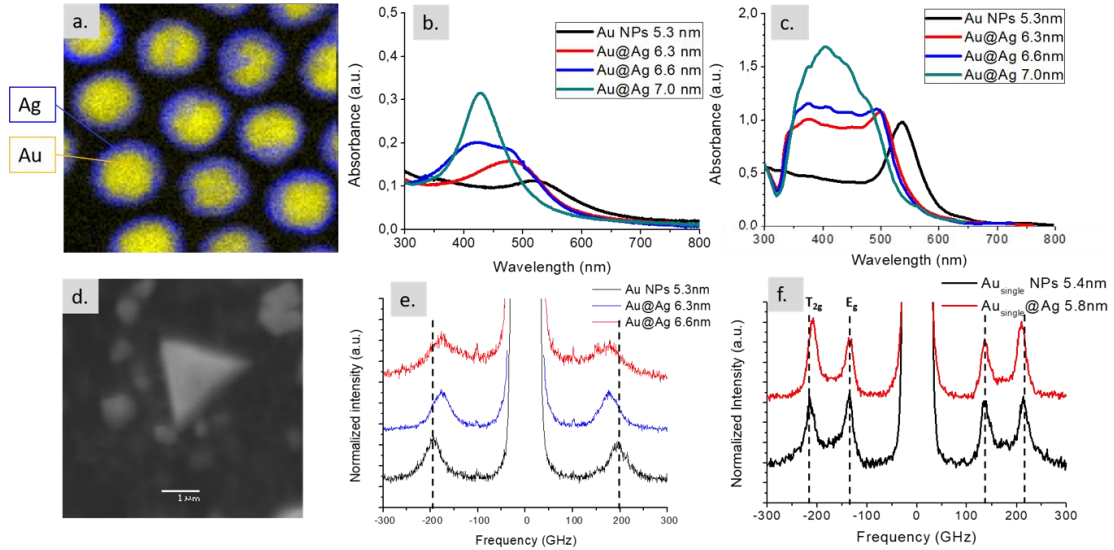 a.
Ag
Au
b.
Au NPs 5.3 nm
Au@Ag 6.3 nm
Au@Ag 6.6 nm
Au@Ag 7.0 nm
Absorbance (a.u.)
0,5
0,4
0,3
0,2
0,1
0,0
300 400 500 600 700 800
Wavelength (nm)
c.
Au NPs 5.3nm
Au@Ag 6.3nm
Au@Ag 6.6nm
Au@Ag 7.0nm
Absorbance (a.u.)
2,0
1,5
1,0
0,5
0,0
300 400 500 600 700 800
Wavelength (nm)
d.
1 µm
e.
Au NPs 5.3nm
Au@Ag 6.3nm
Au@Ag 6.6nm
Normalized intensity (a.u.)
-300 -200 -100 0 100 200 300
Frequency (GHz)
f.
Au single NPs 5.4nm
Au single @Ag 5.8nm
T2g Eg
Normalized Intensity (a.u.)
-300 -200 -100 0 100 200 300
Frequency (GHz)